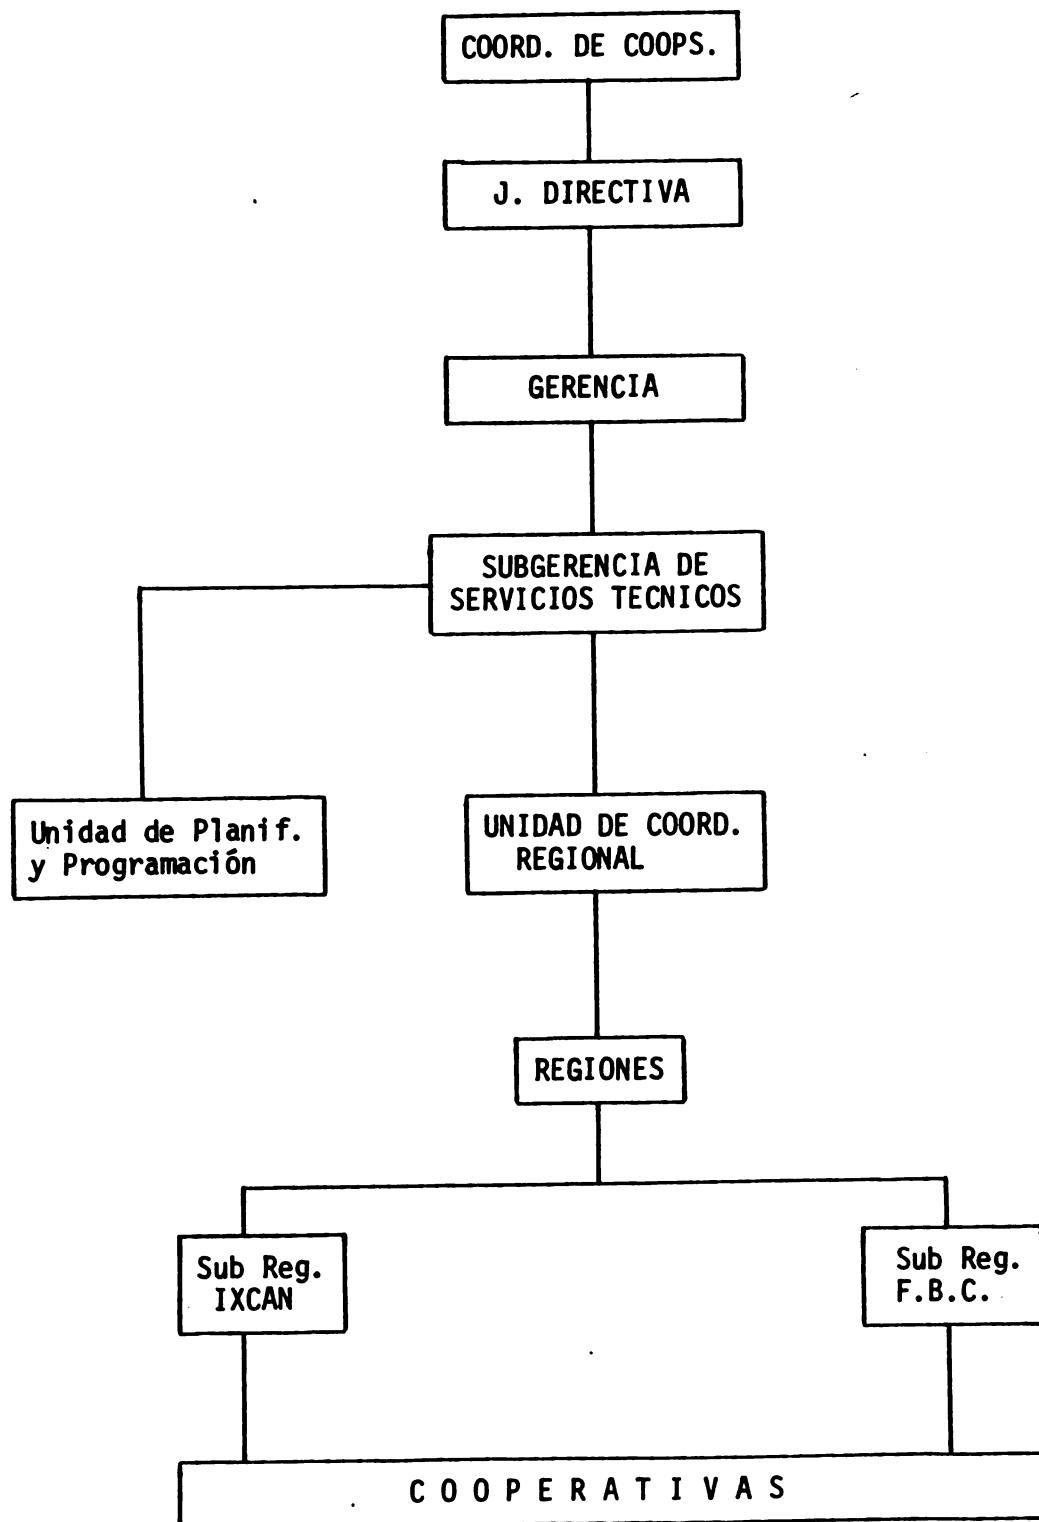 COORD. DE COOPS.
J. DIRECTIVA
GERENCIA
SUBGERENCIA DE
SERVICIOS TECNICOS
Unidad de Planif.
y Programación
UNIDAD DE COORD.
REGIONAL
REGIONES
Sub Reg.
IXCAN
Sub Reg.
F.B.C.
COOPERATIVAS